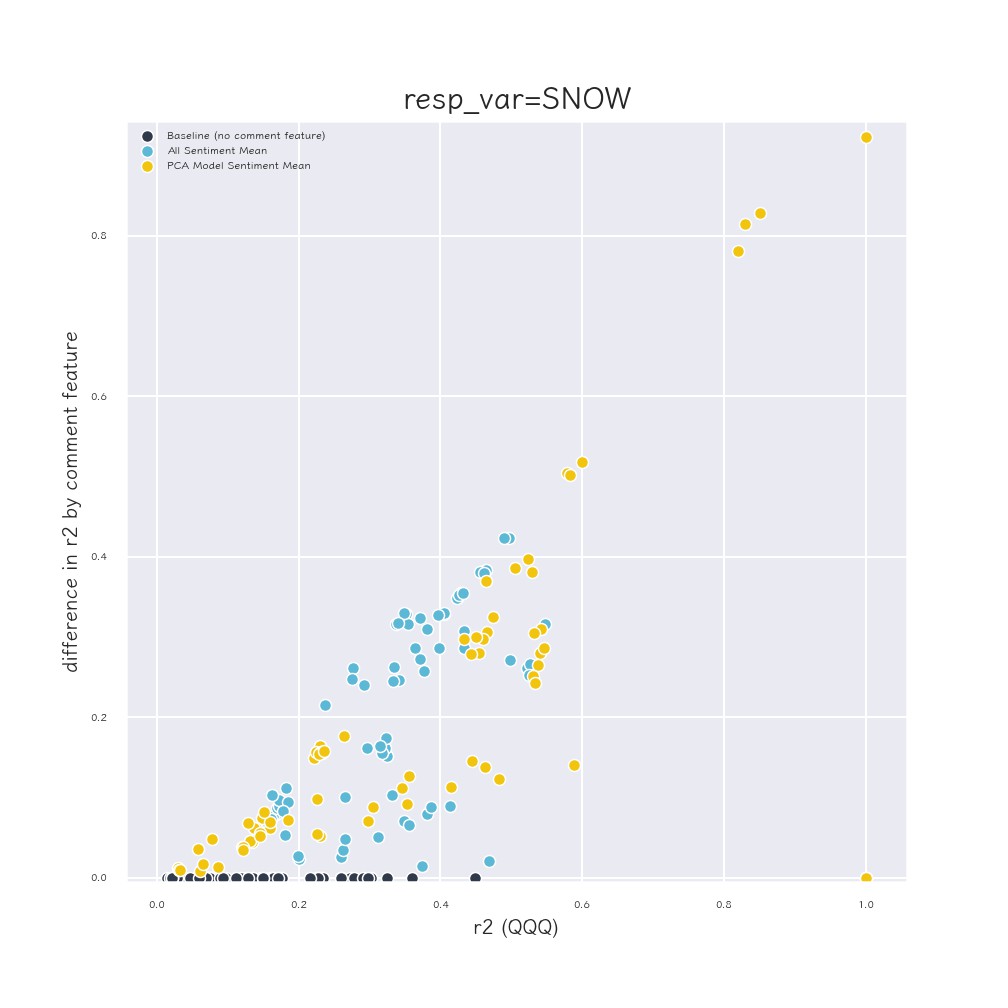 resp_var=SNOW
Baseline (no comment feature)
All Sentiment Mean
PCA Model Sentiment Mean
difference in r2 by comment feature
0.8
0.6
0.4
0.2
0.0
0.0 0.2 0.4 0.6 0.8 1.0
r2 (QQQ)